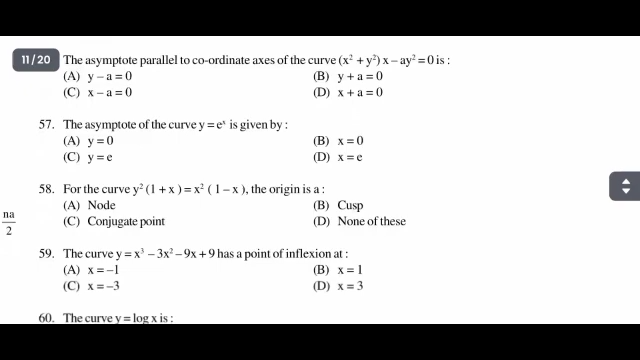 11/20 The asymptote parallel to co-ordinate axes of the curve (x² + y²) x – ay² = 0 is :
(A) y – a = 0 (B) y + a = 0
(C) x – a = 0 (D) x + a = 0
57. The asymptote of the curve y = eˣ is given by :
(A) y = 0 (B) x = 0
(C) y = e (D) x = e
58. For the curve y² (1 + x ) = x² ( 1 – x ), the origin is a :
(A) Node (B) Cusp
(C) Conjugate point (D) None of these
na
2
59. The curve y = x³ – 3x² – 9x + 9 has a point of inflexion at :
(A) x = –1 (B) x = 1
(C) x = –3 (D) x = 3
60. The curve y = log x is :